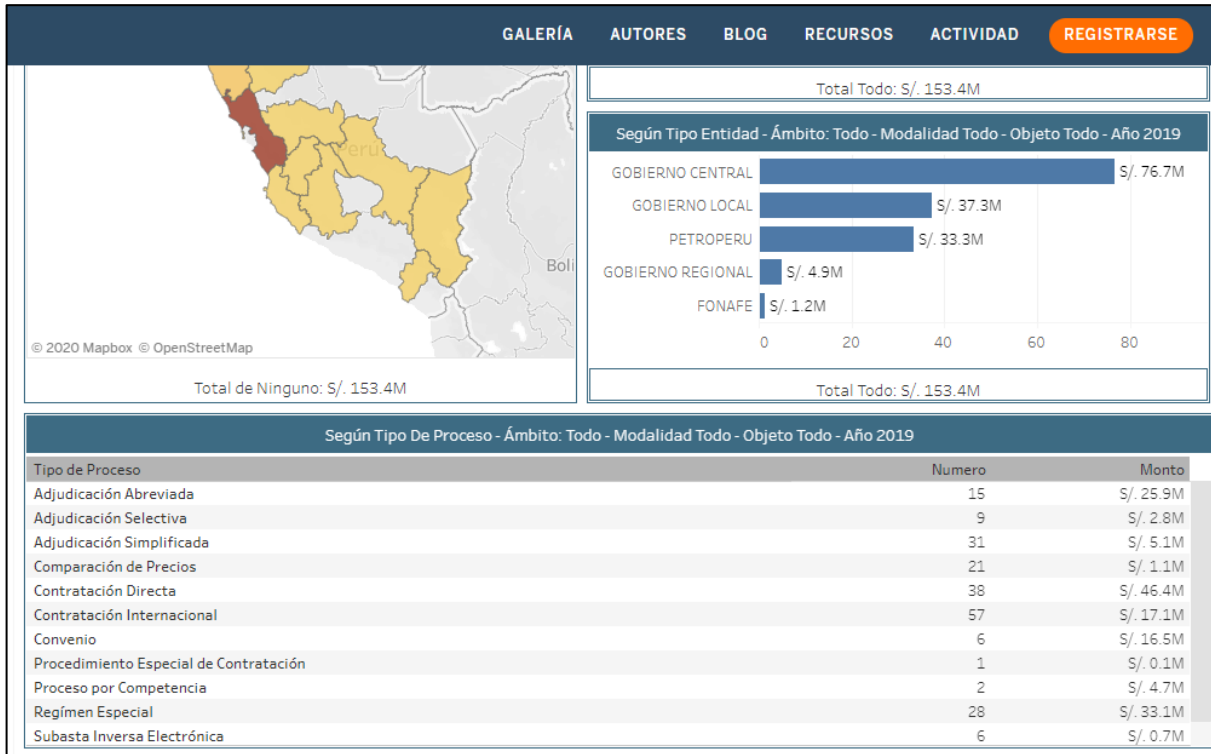 GALERÍA AUTORES BLOG RECURSOS ACTIVIDAD REGISTRARSE
Perú
Boli
© 2020 Mapbox © OpenStreetMap
Total de Ninguno: S/. 153.4M
Total Todo: S/. 153.4M
Según Tipo Entidad - Ámbito: Todo - Modalidad Todo - Objeto Todo - Año 2019
GOBIERNO CENTRAL S/. 76.7M
GOBIERNO LOCAL S/. 37.3M
PETROPERU S/. 33.3M
GOBIERNO REGIONAL S/. 4.9M
FONAFE S/. 1.2M
0 20 40 60 80
Total Todo: S/. 153.4M
Según Tipo De Proceso - Ámbito: Todo - Modalidad Todo - Objeto Todo - Año 2019
Tipo de Proceso Numero Monto
Adjudicación Abreviada 15 S/. 25.9M
Adjudicación Selectiva 9 S/. 2.8M
Adjudicación Simplificada 31 S/. 5.1M
Comparación de Precios 21 S/. 1.1M
Contratación Directa 38 S/. 46.4M
Contratación Internacional 57 S/. 17.1M
Convenio 6 S/. 16.5M
Procedimiento Especial de Contratación 1 S/. 0.1M
Proceso por Competencia 2 S/. 4.7M
Regímen Especial 28 S/. 33.1M
Subasta Inversa Electrónica 6 S/. 0.7M